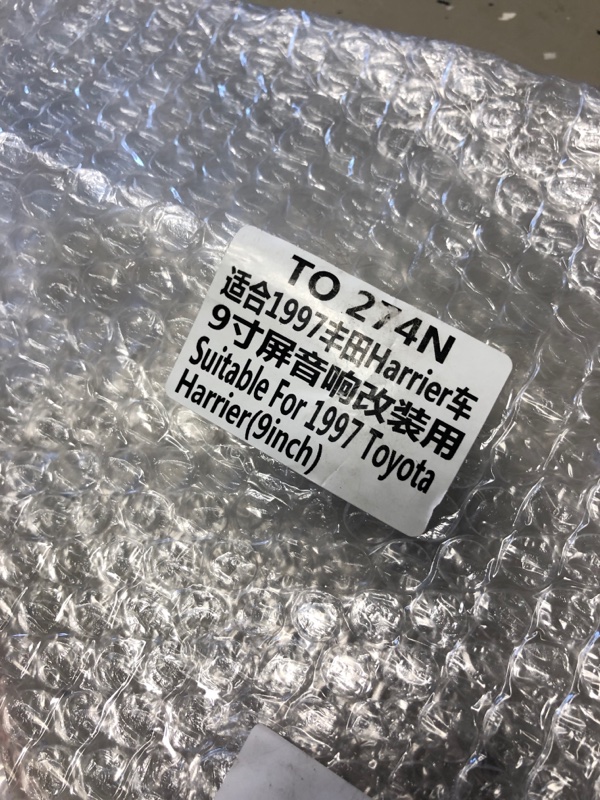 TO 274N
适合1997丰田Harrier车
9寸屏音响改装用
Suitable For 1997 Toyota
Harrier(9inch)